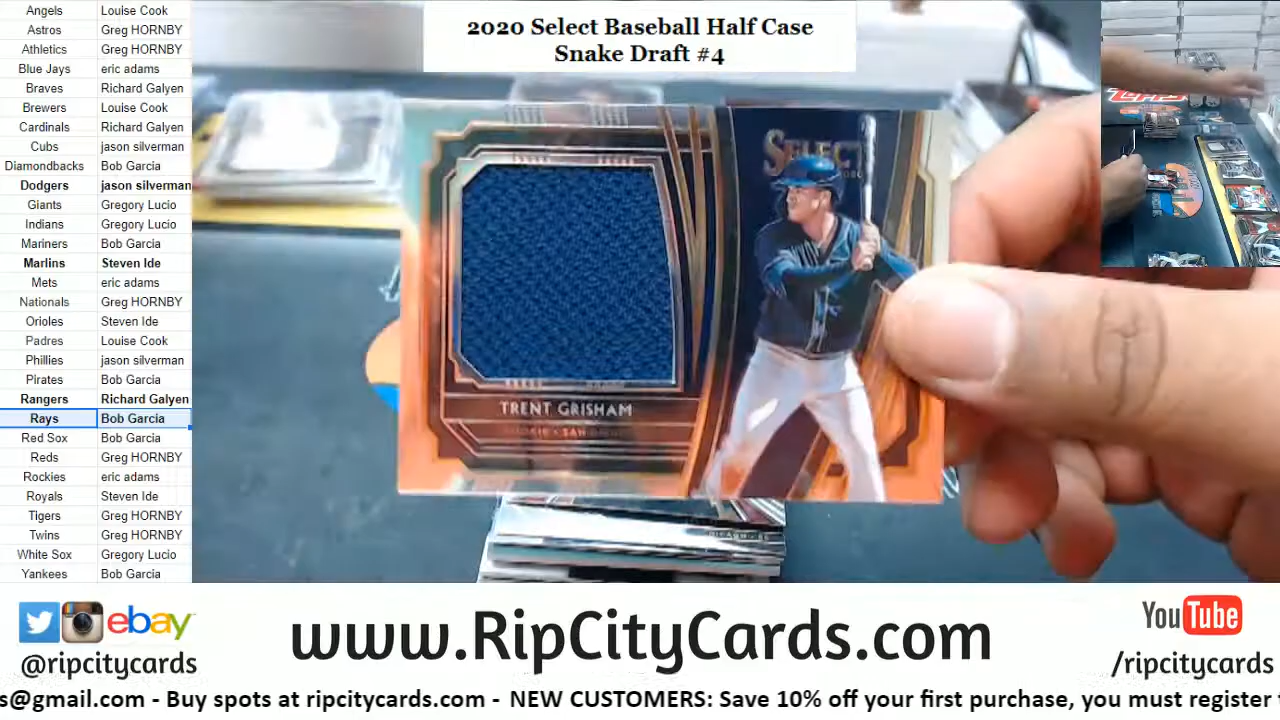 2020 Select Baseball Half Case
Snake Draft #4
Angels Louise Cook
Astros Greg HORNBY
Athletics Greg HORNBY
Blue Jays eric adams
Braves Richard Galyen
Brewers Louise Cook
Cardinals Richard Galyen
Cubs jason silverman
Diamondbacks Bob Garcia
Dodgers jason silverman
Giants Gregory Lucio
Indians Gregory Lucio
Mariners Bob Garcia
Marlins Steven Ide
Mets eric adams
Nationals Greg HORNBY
Orioles Steven Ide
Padres Louise Cook
Phillies jason silverman
Pirates Bob Garcia
Rangers Richard Galyen
Rays Bob Garcia
Red Sox Bob Garcia
Reds Greg HORNBY
Rockies eric adams
Royals Steven Ide
Tigers Greg HORNBY
Twins Greg HORNBY
White Sox Gregory Lucio
Yankees Bob Garcia
SELECT
TRENT GRISHAM
ebay
@ripcitycards
www.RipCityCards.com
YouTube
/ripcitycards
s@gmail.com - Buy spots at ripcitycards.com - NEW CUSTOMERS: Save 10% off your first purchase, you must register